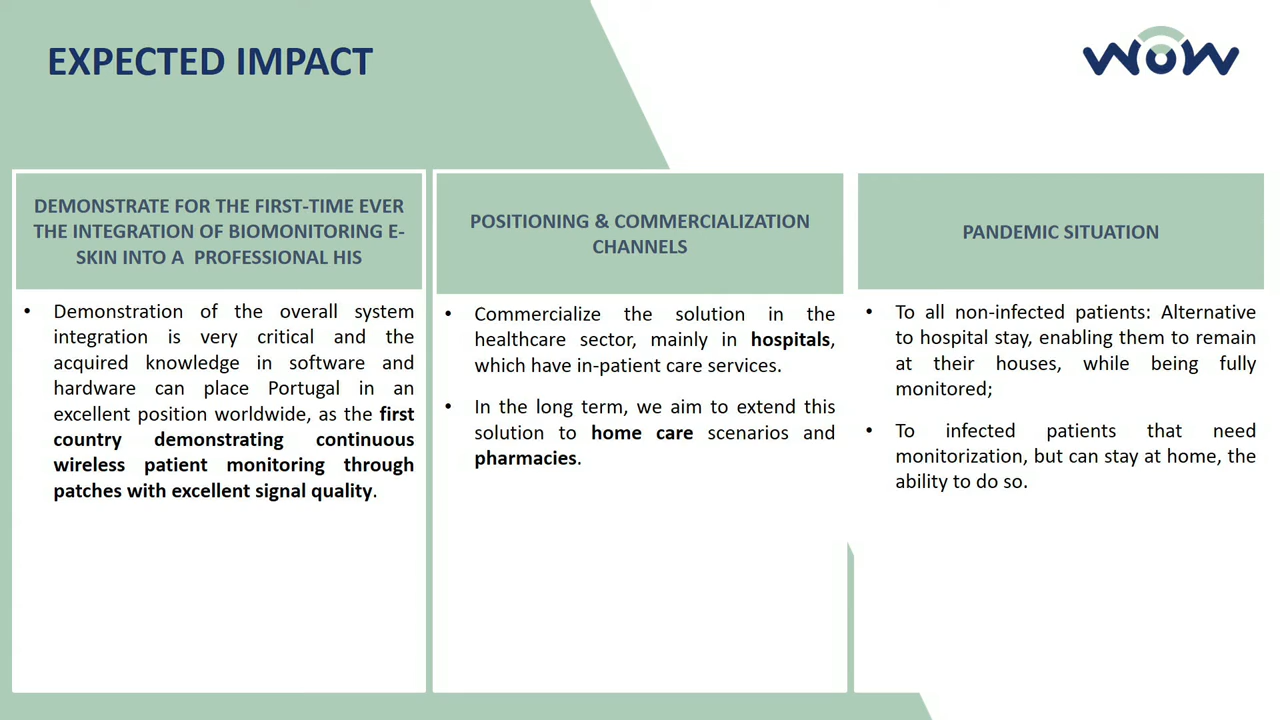 EXPECTED IMPACT
WOW
DEMONSTRATE FOR THE FIRST-TIME EVER
THE INTEGRATION OF BIOMONITORING E-
SKIN INTO A PROFESSIONAL HIS
• Demonstration of the overall system
integration is very critical and the
acquired knowledge in software and
hardware can place Portugal in an
excellent position worldwide, as the first
country demonstrating continuous
wireless patient monitoring through
patches with excellent signal quality.
POSITIONING & COMMERCIALIZATION
CHANNELS
• Commercialize the solution in the
healthcare sector, mainly in hospitals,
which have in-patient care services.
• In the long term, we aim to extend this
solution to home care scenarios and
pharmacies.
PANDEMIC SITUATION
• To all non-infected patients: Alternative
to hospital stay, enabling them to remain
at their houses, while being fully
monitored;
• To infected patients that need
monitorization, but can stay at home, the
ability to do so.